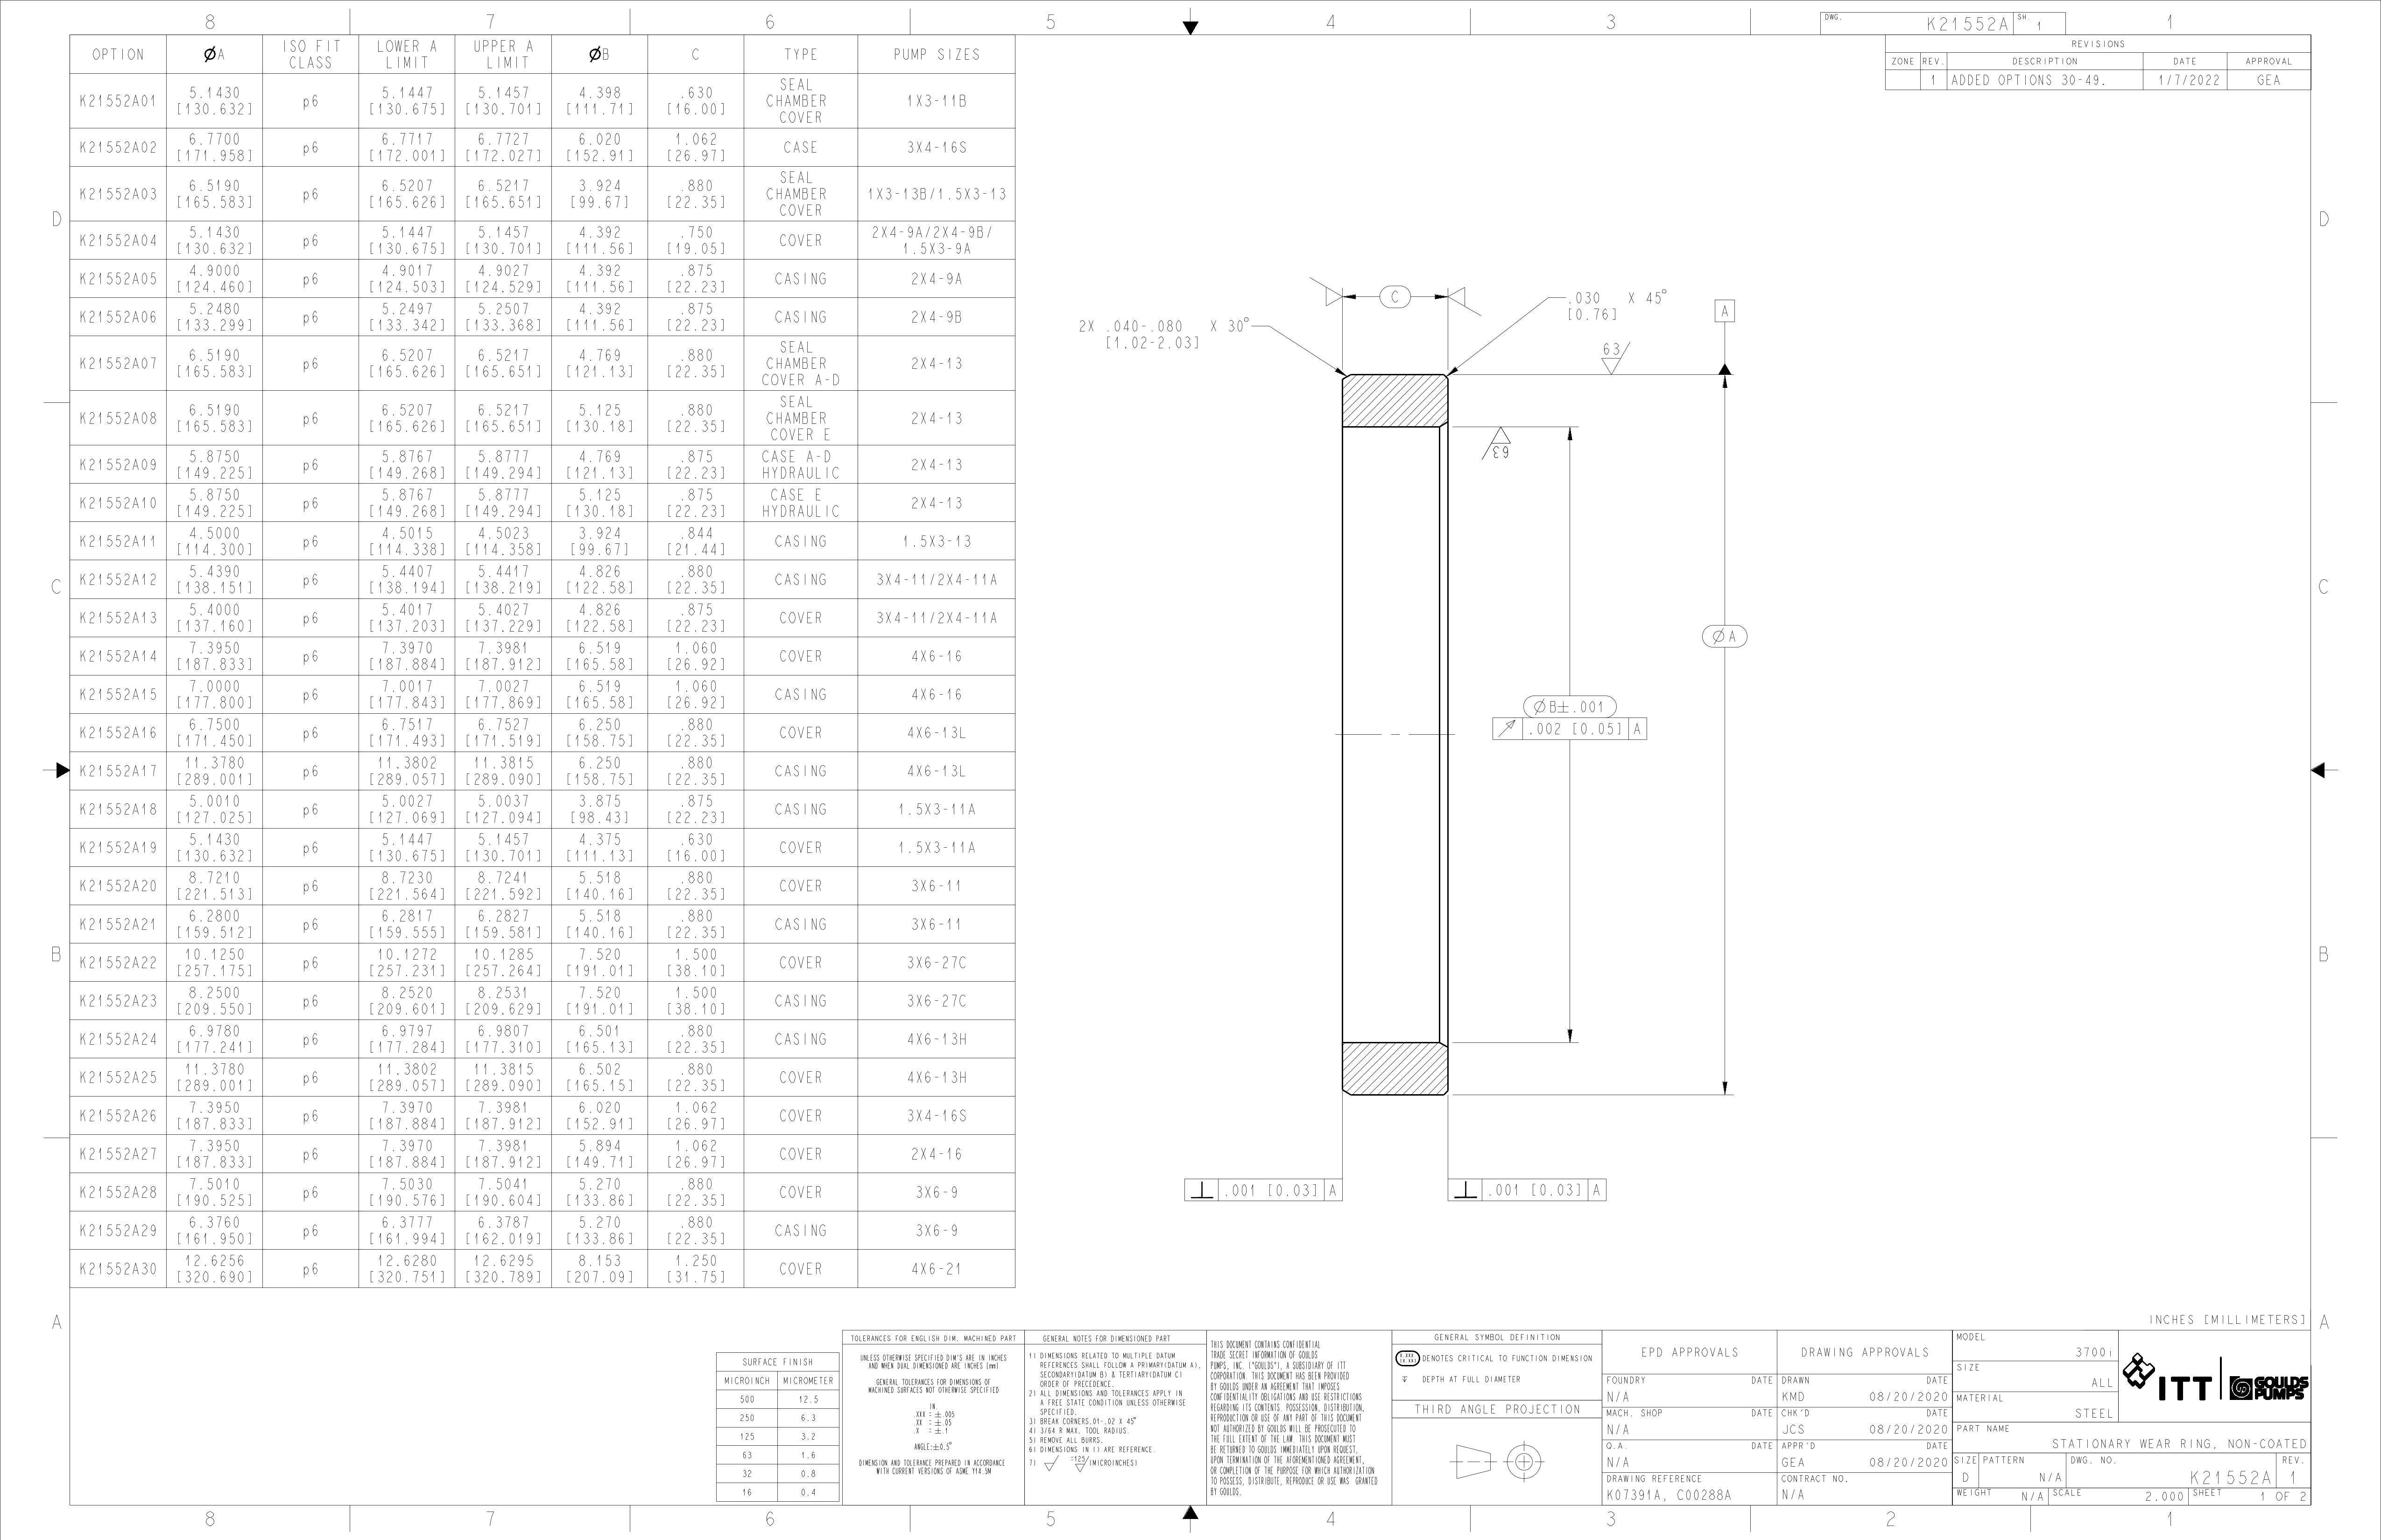 8 7 6 5 4 3 1
DWG. K21552A SH. 1
REVISIONS
ZONE REV. DESCRIPTION DATE APPROVAL
1 ADDED OPTIONS 30-49. 1/7/2022 GEA
OPTION ØA ISO FIT CLASS LOWER A LIMIT UPPER A LIMIT ØB C TYPE PUMP SIZES
K21552A01 5.1430 [130.632] p6 5.1447 [130.675] 5.1457 [130.701] 4.398 [111.71] .630 [16.00] SEAL CHAMBER COVER 1X3-11B
K21552A02 6.7700 [171.958] p6 6.7717 [172.001] 6.7727 [172.027] 6.020 [152.91] 1.062 [26.97] CASE 3X4-16S
K21552A03 6.5190 [165.583] p6 6.5207 [165.626] 6.5217 [165.651] 3.924 [99.67] .880 [22.35] SEAL CHAMBER COVER 1X3-13B/1.5X3-13
K21552A04 5.1430 [130.632] p6 5.1447 [130.675] 5.1457 [130.701] 4.392 [111.56] .750 [19.05] COVER 2X4-9A/2X4-9B/ 1.5X3-9A
K21552A05 4.9000 [124.460] p6 4.9017 [124.503] 4.9027 [124.529] 4.392 [111.56] .875 [22.23] CASING 2X4-9A
K21552A06 5.2480 [133.299] p6 5.2497 [133.342] 5.2507 [133.368] 4.392 [111.56] .875 [22.23] CASING 2X4-9B
K21552A07 6.5190 [165.583] p6 6.5207 [165.626] 6.5217 [165.651] 4.769 [121.13] .880 [22.35] SEAL CHAMBER COVER A-D 2X4-13
K21552A08 6.5190 [165.583] p6 6.5207 [165.626] 6.5217 [165.651] 5.125 [130.18] .880 [22.35] SEAL CHAMBER COVER E 2X4-13
K21552A09 5.8750 [149.225] p6 5.8767 [149.268] 5.8777 [149.294] 4.769 [121.13] .875 [22.23] CASE A-D HYDRAULIC 2X4-13
K21552A10 5.8750 [149.225] p6 5.8767 [149.268] 5.8777 [149.294] 5.125 [130.18] .875 [22.23] CASE E HYDRAULIC 2X4-13
K21552A11 4.5000 [114.300] p6 4.5015 [114.338] 4.5023 [114.358] 3.924 [99.67] .844 [21.44] CASING 1.5X3-13
K21552A12 5.4390 [138.151] p6 5.4407 [138.194] 5.4417 [138.219] 4.826 [122.58] .880 [22.35] CASING 3X4-11/2X4-11A
K21552A13 5.4000 [137.160] p6 5.4017 [137.203] 5.4027 [137.229] 4.826 [122.58] .875 [22.23] COVER 3X4-11/2X4-11A
K21552A14 7.3950 [187.833] p6 7.3970 [187.884] 7.3981 [187.912] 6.519 [165.58] 1.060 [26.92] COVER 4X6-16
K21552A15 7.0000 [177.800] p6 7.0017 [177.843] 7.0027 [177.869] 6.519 [165.58] 1.060 [26.92] CASING 4X6-16
K21552A16 6.7500 [171.450] p6 6.7517 [171.493] 6.7527 [171.519] 6.250 [158.75] .880 [22.35] COVER 4X6-13L
K21552A17 11.3780 [289.001] p6 11.3802 [289.057] 11.3815 [289.090] 6.250 [158.75] .880 [22.35] CASING 4X6-13L
K21552A18 5.0010 [127.025] p6 5.0027 [127.069] 5.0037 [127.094] 3.875 [98.43] .875 [22.23] CASING 1.5X3-11A
K21552A19 5.1430 [130.632] p6 5.1447 [130.675] 5.1457 [130.701] 4.375 [111.13] .630 [16.00] COVER 1.5X3-11A
K21552A20 8.7210 [221.513] p6 8.7230 [221.564] 8.7241 [221.592] 5.518 [140.16] .880 [22.35] COVER 3X6-11
K21552A21 6.2800 [159.512] p6 6.2817 [159.555] 6.2827 [159.581] 5.518 [140.16] .880 [22.35] CASING 3X6-11
K21552A22 10.1250 [257.175] p6 10.1272 [257.231] 10.1285 [257.264] 7.520 [191.01] 1.500 [38.10] COVER 3X6-27C
K21552A23 8.2500 [209.550] p6 8.2520 [209.601] 8.2531 [209.629] 7.520 [191.01] 1.500 [38.10] CASING 3X6-27C
K21552A24 6.9780 [177.241] p6 6.9797 [177.284] 6.9807 [177.310] 6.501 [165.13] .880 [22.35] CASING 4X6-13H
K21552A25 11.3780 [289.001] p6 11.3802 [289.057] 11.3815 [289.090] 6.502 [165.15] .880 [22.35] COVER 4X6-13H
K21552A26 7.3950 [187.833] p6 7.3970 [187.884] 7.3981 [187.912] 6.020 [152.91] 1.062 [26.97] COVER 3X4-16S
K21552A27 7.3950 [187.833] p6 7.3970 [187.884] 7.3981 [187.912] 5.894 [149.71] 1.062 [26.97] COVER 2X4-16
K21552A28 7.5010 [190.525] p6 7.5030 [190.576] 7.5041 [190.604] 5.270 [133.86] .880 [22.35] COVER 3X6-9
K21552A29 6.3760 [161.950] p6 6.3777 [161.994] 6.3787 [162.019] 5.270 [133.86] .880 [22.35] CASING 3X6-9
K21552A30 12.6256 [320.690] p6 12.6280 [320.751] 12.6295 [320.789] 8.153 [207.09] 1.250 [31.75] COVER 4X6-21
D D
C C
B B
A A
C
2X .040-.080 X 30°
[1.02-2.03]
.030 X 45°
[0.76]
A
63
63
ØA
ØB±.001
.002 [0.05] A
⊥ .001 [0.03] A
⊥ .001 [0.03] A
INCHES [MILLIMETERS]
SURFACE FINISH
MICROINCH MICROMETER
500 12.5
250 6.3
125 3.2
63 1.6
32 0.8
16 0.4
TOLERANCES FOR ENGLISH DIM. MACHINED PART
UNLESS OTHERWISE SPECIFIED DIM'S ARE IN INCHES
AND WHEN DUAL DIMENSIONED ARE INCHES [mm]
GENERAL TOLERANCES FOR DIMENSIONS OF
MACHINED SURFACES NOT OTHERWISE SPECIFIED
IN.
.XXX = ±.005
.XX = ±.05
.X = ±.1
ANGLE:±0.5°
DIMENSION AND TOLERANCE PREPARED IN ACCORDANCE
WITH CURRENT VERSIONS OF ASME Y14.5M
GENERAL NOTES FOR DIMENSIONED PART
1) DIMENSIONS RELATED TO MULTIPLE DATUM
REFERENCES SHALL FOLLOW A PRIMARY(DATUM A),
SECONDARY(DATUM B) & TERTIARY(DATUM C)
ORDER OF PRECEDENCE.
2) ALL DIMENSIONS AND TOLERANCES APPLY IN
A FREE STATE CONDITION UNLESS OTHERWISE
SPECIFIED.
3) BREAK CORNERS.01-.02 X 45°
4) 3/64 R MAX. TOOL RADIUS.
5) REMOVE ALL BURRS.
6) DIMENSIONS IN [] ARE REFERENCE.
7) =125 (MICROINCHES)
THIS DOCUMENT CONTAINS CONFIDENTIAL
TRADE SECRET INFORMATION OF GOULDS
PUMPS, INC. ("GOULDS"), A SUBSIDIARY OF ITT
CORPORATION. THIS DOCUMENT HAS BEEN PROVIDED
BY GOULDS UNDER AN AGREEMENT THAT IMPOSES
CONFIDENTIALITY OBLIGATIONS AND USE RESTRICTIONS
REGARDING ITS CONTENTS. POSSESSION, DISTRIBUTION,
REPRODUCTION OR USE OF ANY PART OF THIS DOCUMENT
NOT AUTHORIZED BY GOULDS WILL BE PROSECUTED TO
THE FULL EXTENT OF THE LAW. THIS DOCUMENT MUST
BE RETURNED TO GOULDS IMMEDIATELY UPON REQUEST,
UPON TERMINATION OF THE AFOREMENTIONED AGREEMENT,
OR COMPLETION OF THE PURPOSE FOR WHICH AUTHORIZATION
TO POSSESS, DISTRIBUTE, REPRODUCE OR USE WAS GRANTED
BY GOULDS.
GENERAL SYMBOL DEFINITION
X.XXX [X.XX] DENOTES CRITICAL TO FUNCTION DIMENSION
DEPTH AT FULL DIAMETER
THIRD ANGLE PROJECTION
EPD APPROVALS
FOUNDRY DATE
N/A
MACH. SHOP DATE
N/A
Q.A. DATE
N/A
DRAWING REFERENCE
K07391A, C00288A
DRAWING APPROVALS
DRAWN DATE
KMD 08/20/2020
CHK'D DATE
JCS 08/20/2020
APPR'D DATE
GEA 08/20/2020
CONTRACT NO.
N/A
MODEL
3700i
SIZE
ALL
MATERIAL
STEEL
ITT GOULDS PUMPS
PART NAME
STATIONARY WEAR RING, NON-COATED
SIZE D PATTERN N/A DWG. NO. K21552A REV. 1
WEIGHT N/A SCALE 2.000 SHEET 1 OF 2
8 7 6 5 4 3 2 1